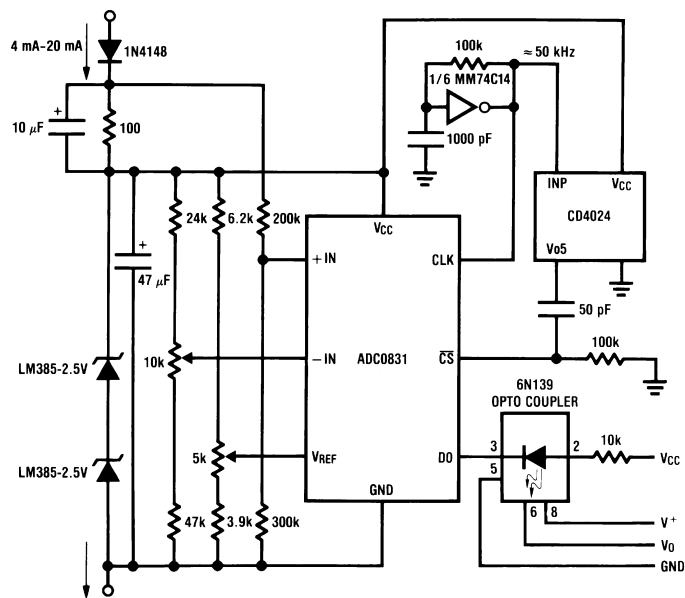 4 mA-20 mA
1N4148
10 μF
+
100
100k
≈50 kHz
1/6 MM74C14
1000 pF
INP
VCC
CD4024
VO5
24k
6.2k
200k
VCC
+IN
CLK
+
47 μF
50 pF
LM385-2.5V
10k
−IN
ADC0831
CS
100k
6N139
OPTO COUPLER
LM385-2.5V
5k
VREF
DO
3
2
10k
VCC
5
GND
6
8
47k
3.9k
300k
V+
VO
GND